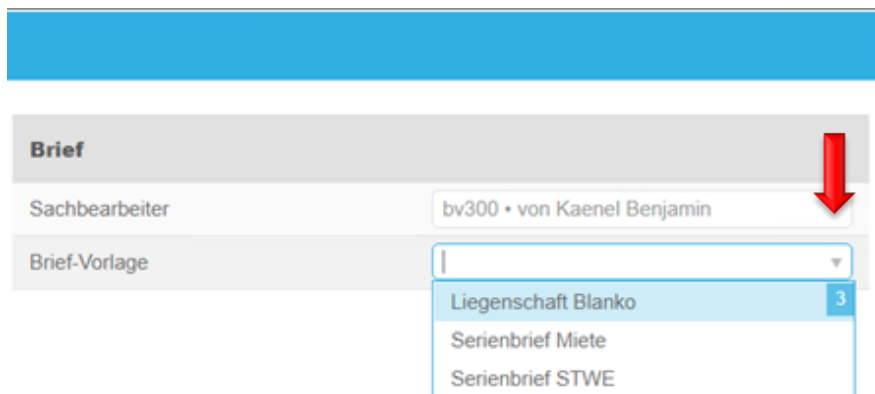 Brief
Sachbearbeiter bv300 • von Kaenel Benjamin
Brief-Vorlage
Liegenschaft Blanko 3
Serienbrief Miete
Serienbrief STWE